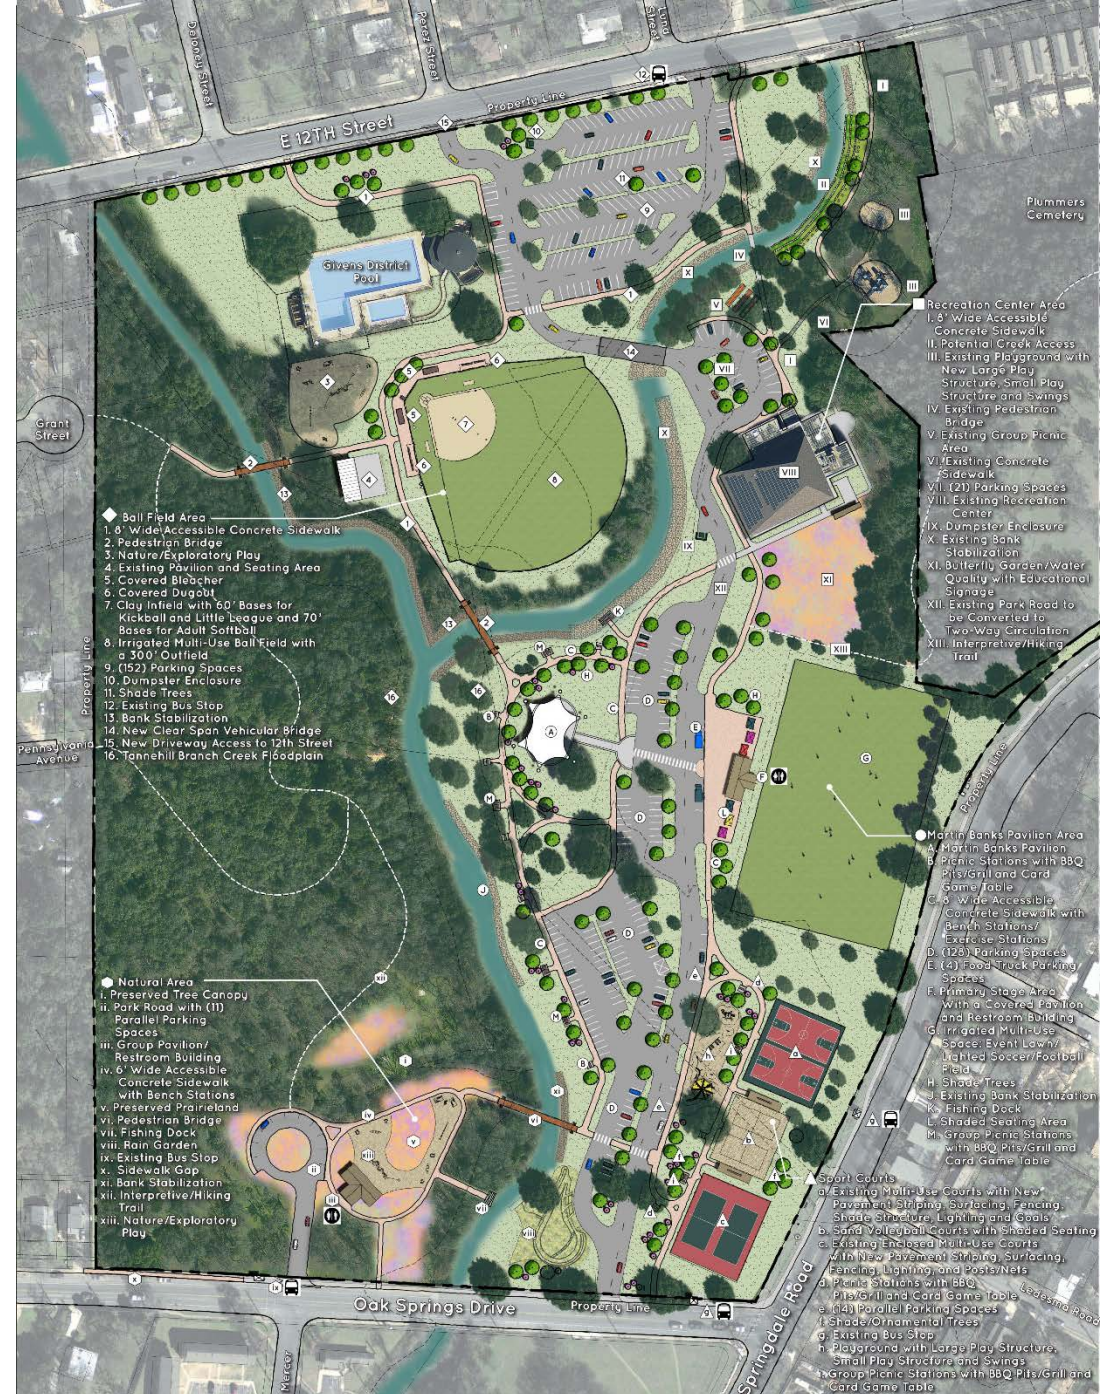 Deloney Street
Perez Street
Lund Street
E 12TH Street
Property Line
Plummers Cemetery
Givens District Pool
Grant Street
Pennsylvania Avenue
Property Line
Property Line
Oak Springs Drive
Property Line
Mercer
Springdale Road
Ledesma Road
Ball Field Area
1. 8' Wide Accessible Concrete Sidewalk
2. Pedestrian Bridge
3. Nature/Exploratory Play
4. Existing Pavilion and Seating Area
5. Covered Bleacher
6. Covered Dugout
7. Clay Infield with 60' Bases for
Kickball and Little League and 70'
Bases for Adult Softball
8. Irrigated Multi-Use Ball Field with
a 300' Outfield
9. (152) Parking Spaces
10. Dumpster Enclosure
11. Shade Trees
12. Existing Bus Stop
13. Bank Stabilization
14. New Clear Span Vehicular Bridge
15. New Driveway Access to 12th Street
16. Tannehill Branch Creek Floodplain
Recreation Center Area
I. 8' Wide Accessible
Concrete Sidewalk
II. Potential Creek Access
III. Existing Playground with
New Large Play
Structure, Small Play
Structure and Swings
IV. Existing Pedestrian
Bridge
V. Existing Group Picnic
Area
VI. Existing Concrete
Sidewalk
VII. (21) Parking Spaces
VIII. Existing Recreation
Center
IX. Dumpster Enclosure
X. Existing Bank
Stabilization
XI. Butterfly Garden/Water
Quality with Educational
Signage
XII. Existing Park Road to
be Converted to
Two-Way Circulation
XIII. Interpretive/Hiking
Trail
Martin Banks Pavilion Area
A. Martin Banks Pavilion
B. Picnic Stations with BBQ
Pits/Grill and Card
Game Table
C. 8' Wide Accessible
Concrete Sidewalk with
Bench Stations/
Exercise Stations
D. (128) Parking Spaces
E. (4) Food Truck Parking
Spaces
F. Primary Stage Area
With a Covered Pavilion
and Restroom Building
G. Irrigated Multi-Use
Space: Event Lawn/
Lighted Soccer/Football
Field
H. Shade Trees
J. Existing Bank Stabilization
K. Fishing Dock
L. Shaded Seating Area
M. Group Picnic Stations
with BBQ Pits/Grill and
Card Game Table
Natural Area
i. Preserved Tree Canopy
ii. Park Road with (11)
Parallel Parking
Spaces
iii. Group Pavilion/
Restroom Building
iv. 6' Wide Accessible
Concrete Sidewalk
with Bench Stations
v. Preserved Prairieland
vi. Pedestrian Bridge
vii. Fishing Dock
viii. Rain Garden
ix. Existing Bus Stop
x. Sidewalk Gap
xi. Bank Stabilization
xii. Interpretive/Hiking
Trail
xiii. Nature/Exploratory
Play
Sport Courts
a. Existing Multi-Use Courts with New
Pavement Striping, Surfacing, Fencing,
Shade Structure, Lighting and Goals
b. Sand Volleyball Courts with Shaded Seating
c. Existing Enclosed Multi-Use Courts
with New Pavement Striping, Surfacing,
Fencing, Lighting, and Posts/Nets
d. Picnic Stations with BBQ
Pits/Grill and Card Game Table
e. (14) Parallel Parking Spaces
f. Shade/Ornamental Trees
g. Existing Bus Stop
h. Playground with Large Play Structure,
Small Play Structure and Swings
i. Group Picnic Stations with BBQ Pits/Grill and
Card Game Table